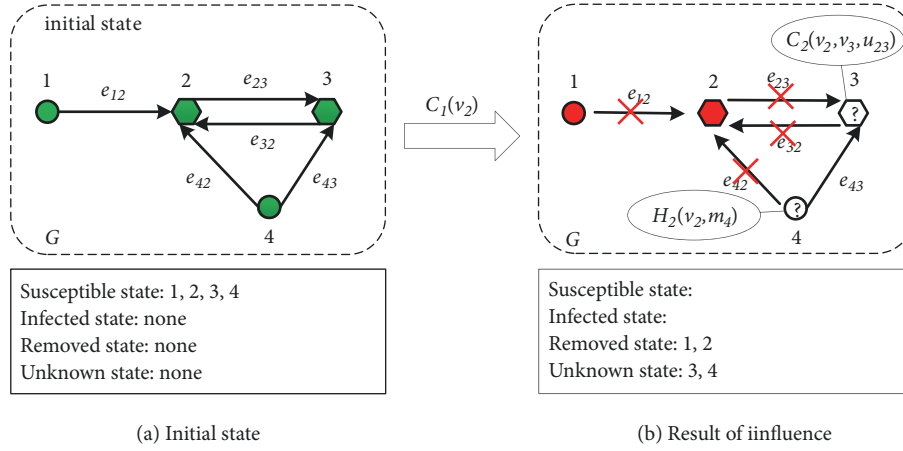 initial state
1
e12
2
e23
3
e32
e42
e43
4
G
C1(v2)
C2(v2,v3,u23)
1
e12
2
e23
3
?
e32
e42
e43
H2(v2,m4)
?
4
G
Susceptible state: 1, 2, 3, 4
Infected state: none
Removed state: none
Unknown state: none
Susceptible state:
Infected state:
Removed state: 1, 2
Unknown state: 3, 4
(a) Initial state
(b) Result of iinfluence